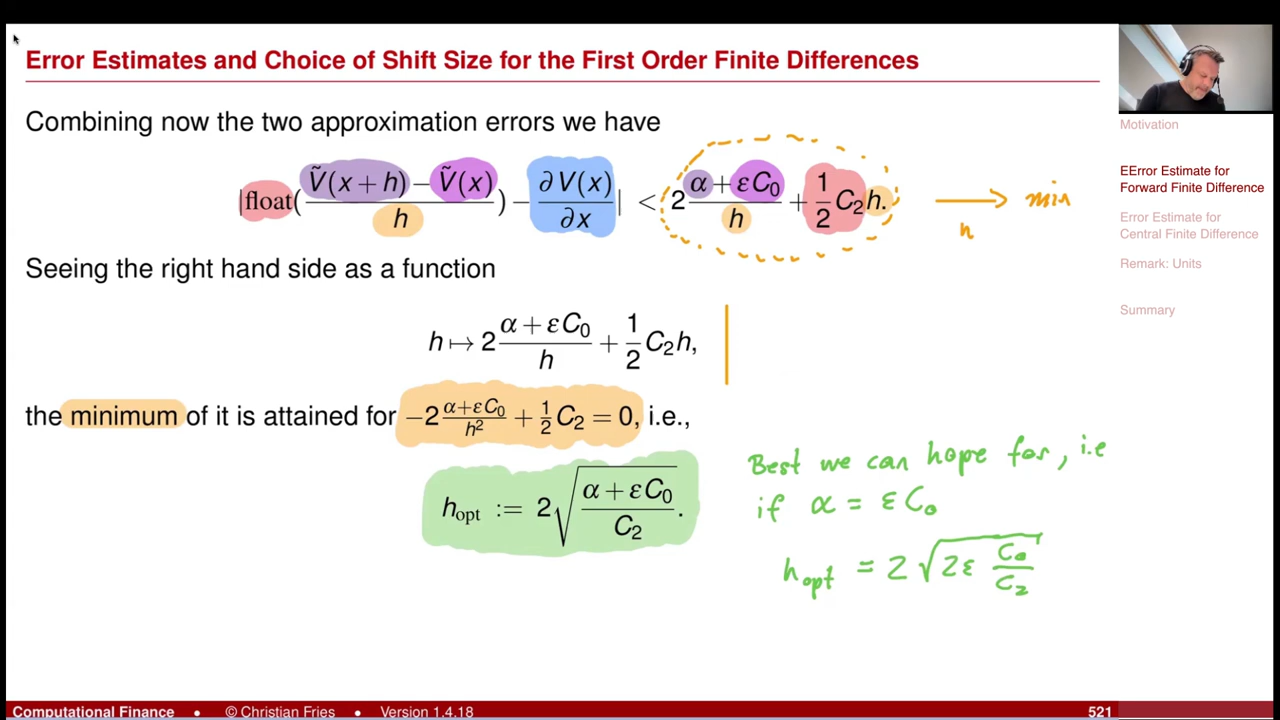 Error Estimates and Choice of Shift Size for the First Order Finite Differences
Combining now the two approximation errors we have
|float(Ṽ(x+h)−Ṽ(x)/h) − ∂V(x)/∂x| < 2 α+εC₀/h + 1/2 C₂h. → min
h
Seeing the right hand side as a function
h ↦ 2 α+εC₀/h + 1/2 C₂h,
the minimum of it is attained for −2 α+εC₀/h² + 1/2 C₂ = 0, i.e.,
h_opt := 2√(α+εC₀/C₂).
Best we can hope for, i.e
if α = εC₀
h_opt = 2√(2ε C₀/C₂)
Motivation
EError Estimate for
Forward Finite Difference
Error Estimate for
Central Finite Difference
Remark: Units
Summary
Computational Finance • © Christian Fries • Version 1.4.18 521